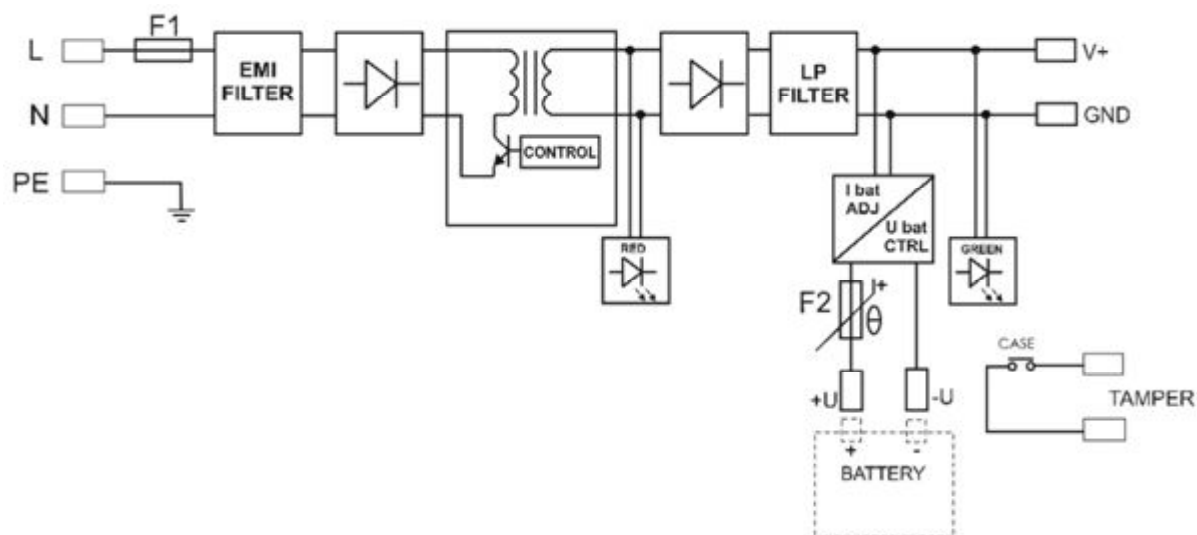 F1
L
EMI
FILTER
LP
FILTER
V+
N
CONTROL
GND
PE
I bat
ADJ
U bat
CTRL
RED
GREEN
F2
I+
θ
CASE
+U
-U
TAMPER
+
-
BATTERY